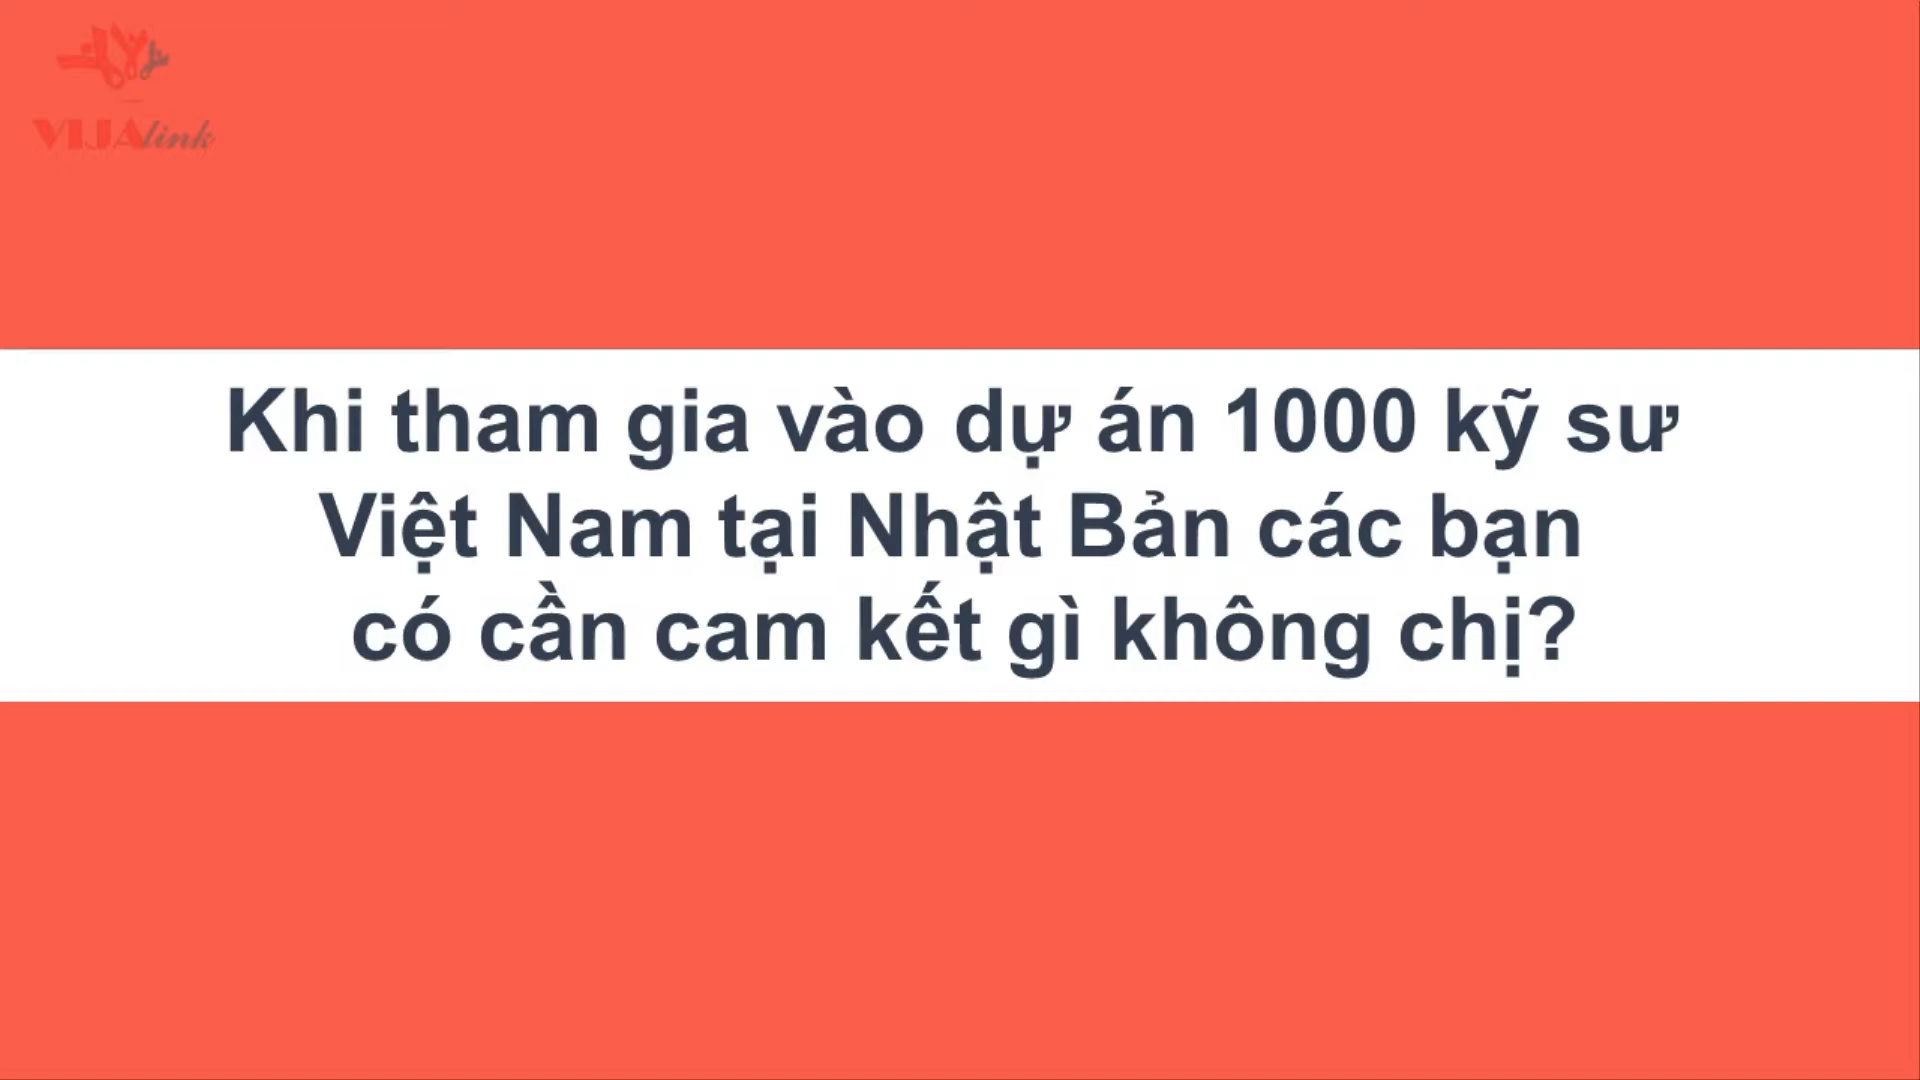 VIJAlink
Khi tham gia vào dự án 1000 kỹ sư
Việt Nam tại Nhật Bản các bạn
có cần cam kết gì không chị?